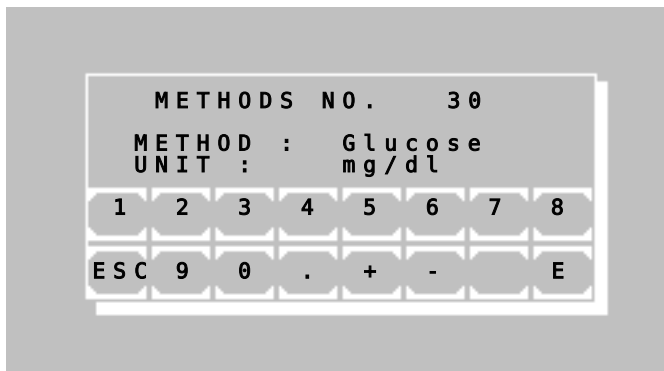 METHODS NO. 30
METHOD : Glucose
UNIT : mg/dl
1 2 3 4 5 6 7 8
ESC 9 0 . + - E